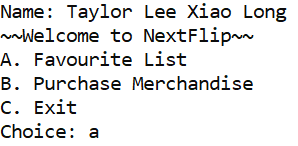 Name: Taylor Lee Xiao Long
~~Welcome to NextFlip~~
A. Favourite List
B. Purchase Merchandise
C. Exit
Choice: a